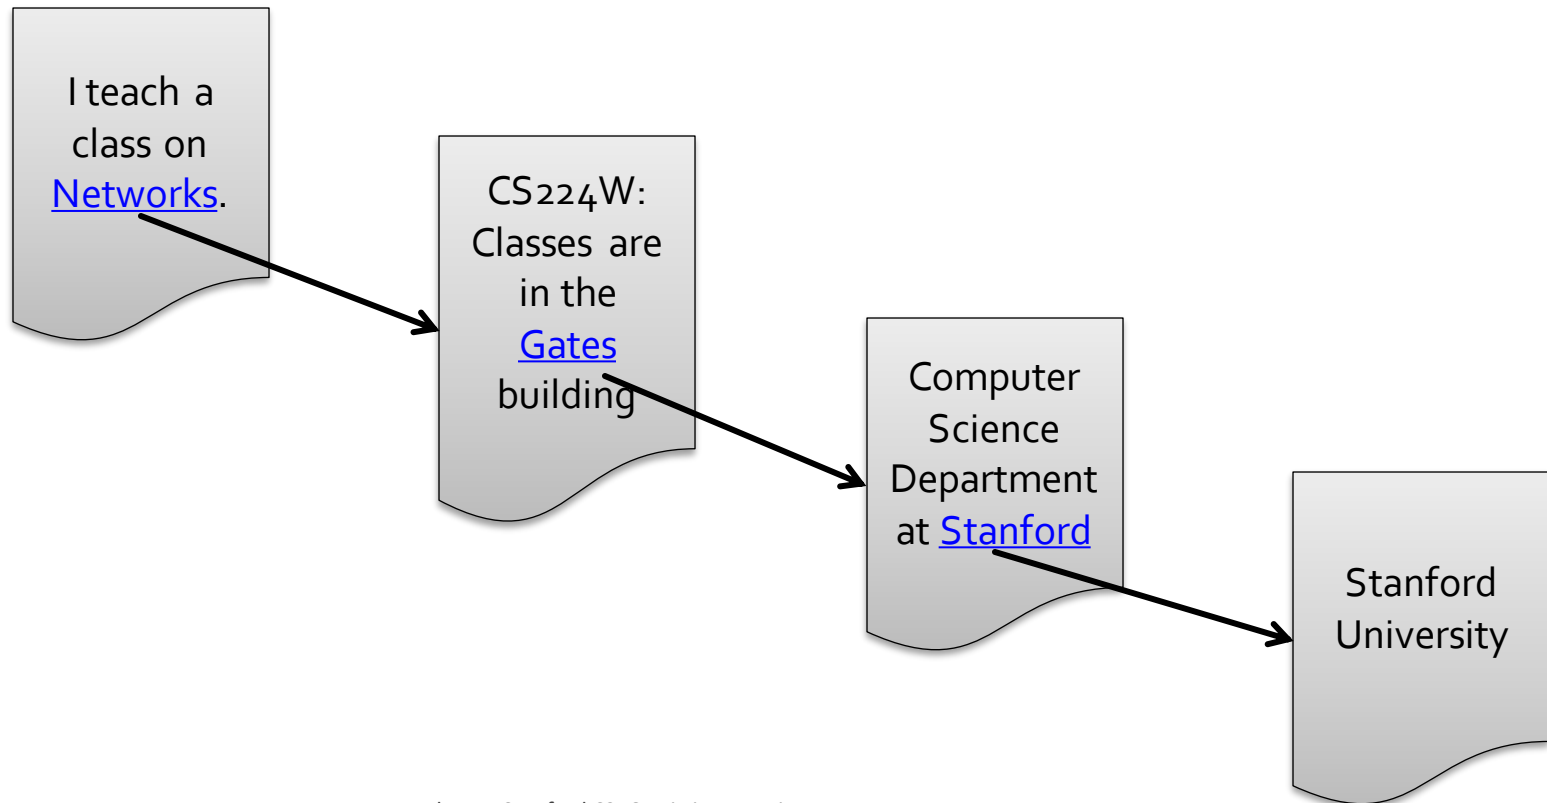 I teach a
class on
Networks.
CS224W:
Classes are
in the
Gates
building
Computer
Science
Department
at Stanford
Stanford
University